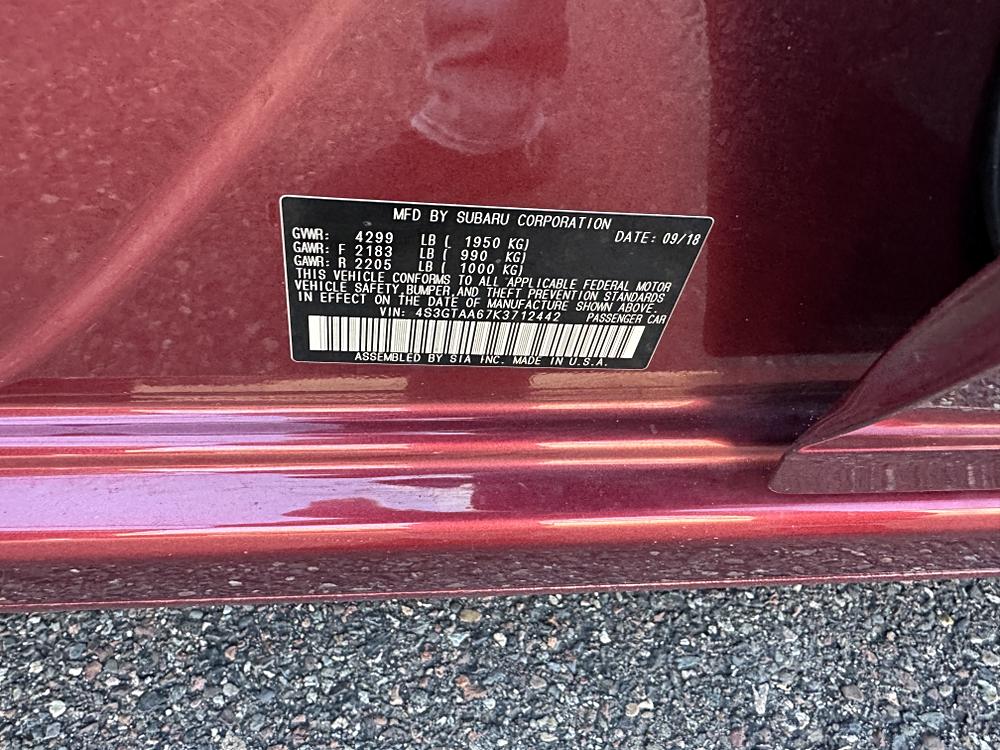 MFD BY SUBARU CORPORATION
GVWR: 4299 LB ( 1950 KG) DATE: 09/18
GAWR: F 2183 LB ( 990 KG)
GAWR: R 2205 LB ( 1000 KG)
THIS VEHICLE CONFORMS TO ALL APPLICABLE FEDERAL MOTOR
VEHICLE SAFETY, BUMPER, AND THEFT PREVENTION STANDARDS
IN EFFECT ON THE DATE OF MANUFACTURE SHOWN ABOVE.
VIN: 4S3GTAA67K3712442 PASSENGER CAR
ASSEMBLED BY SIA INC. MADE IN U.S.A.